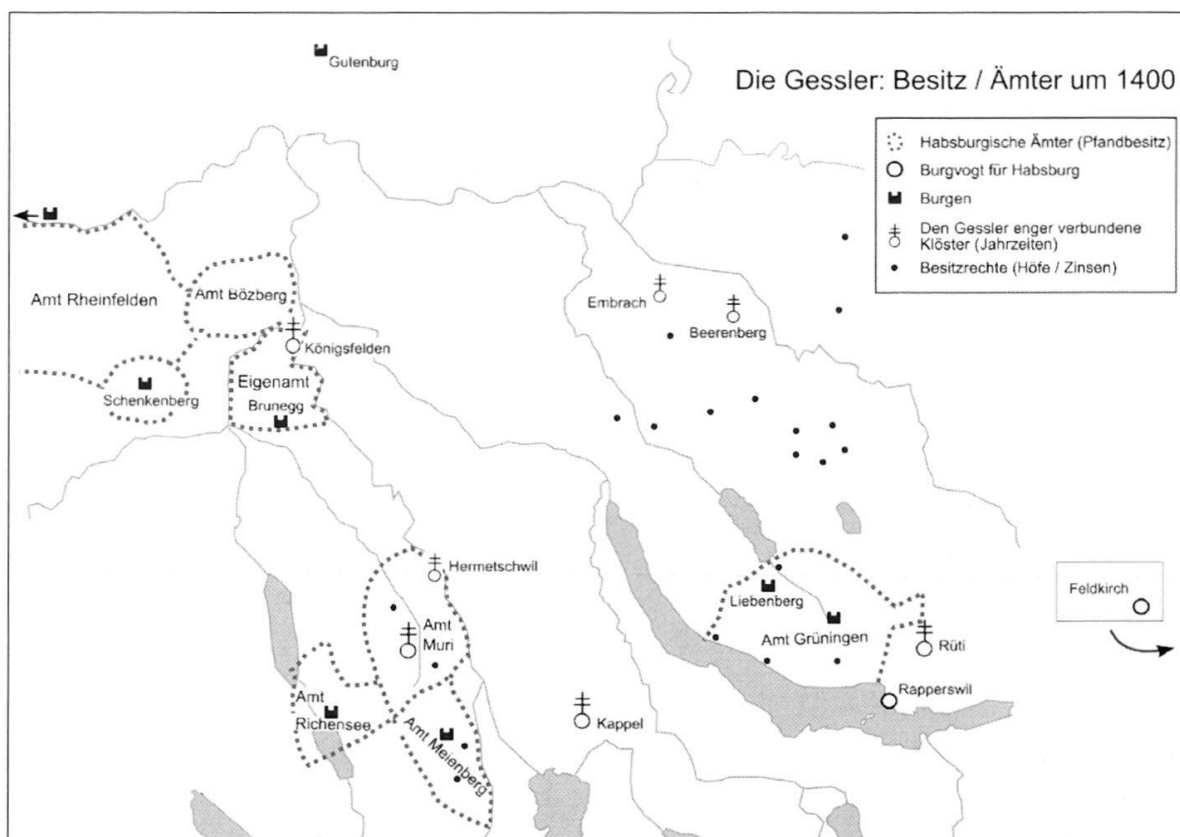 Gutenburg
Die Gessler: Besitz / Ämter um 1400
Habsburgische Ämter (Pfandbesitz)
Burgvogt für Habsburg
Burgen
Den Gessler enger verbundene
Klöster (Jahrzeiten)
Besitzrechte (Höfe / Zinsen)
Amt Rheinfelden
Amt Bözberg
Embrach
Beerenberg
Königsfelden
Schenkenberg
Eigenamt
Brunegg
Hermetschwil
Liebenberg
Feldkirch
Amt
Muri
Amt Grüningen
Rüti
Rapperswil
Amt
Richensee
Kappel
Amt Meienberg